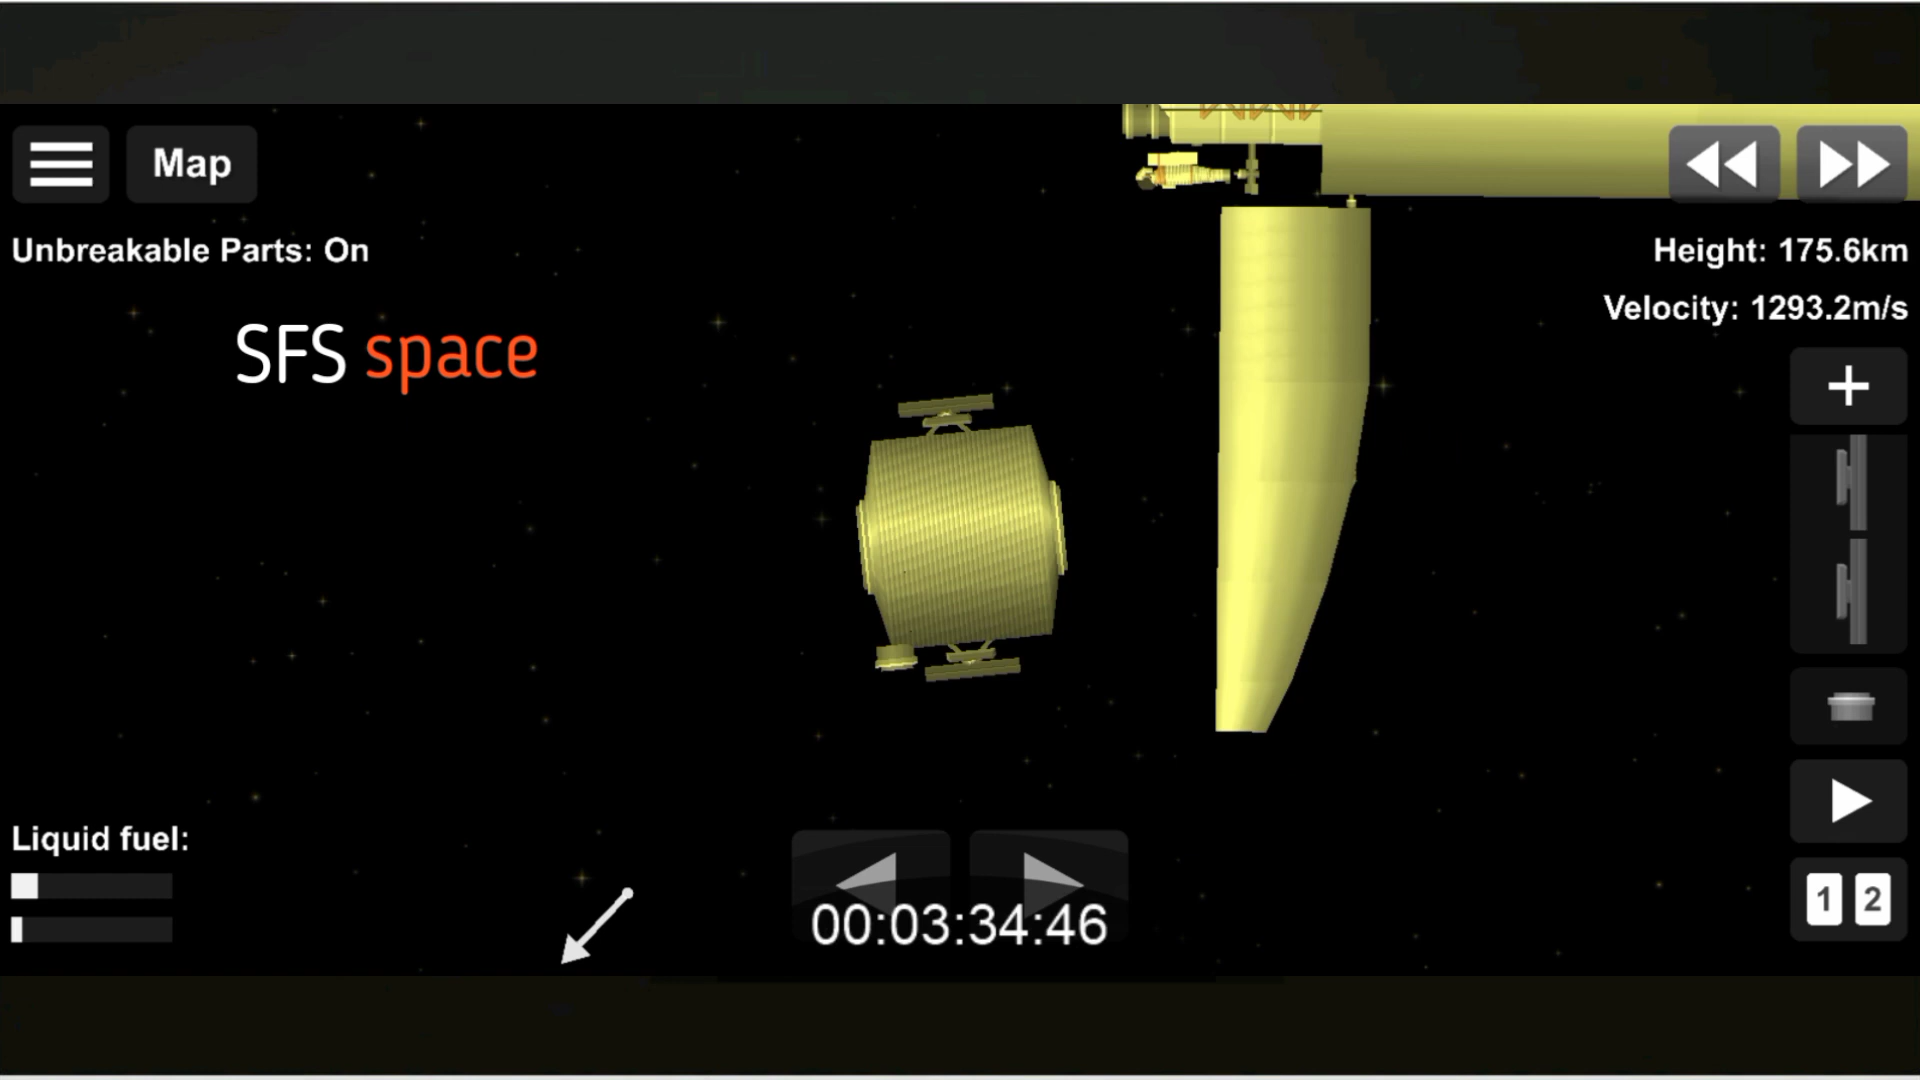 Map
Unbreakable Parts: On
Height: 175.6km
Velocity: 1293.2m/s
SFS space
Liquid fuel:
00:03:34:46
1 2